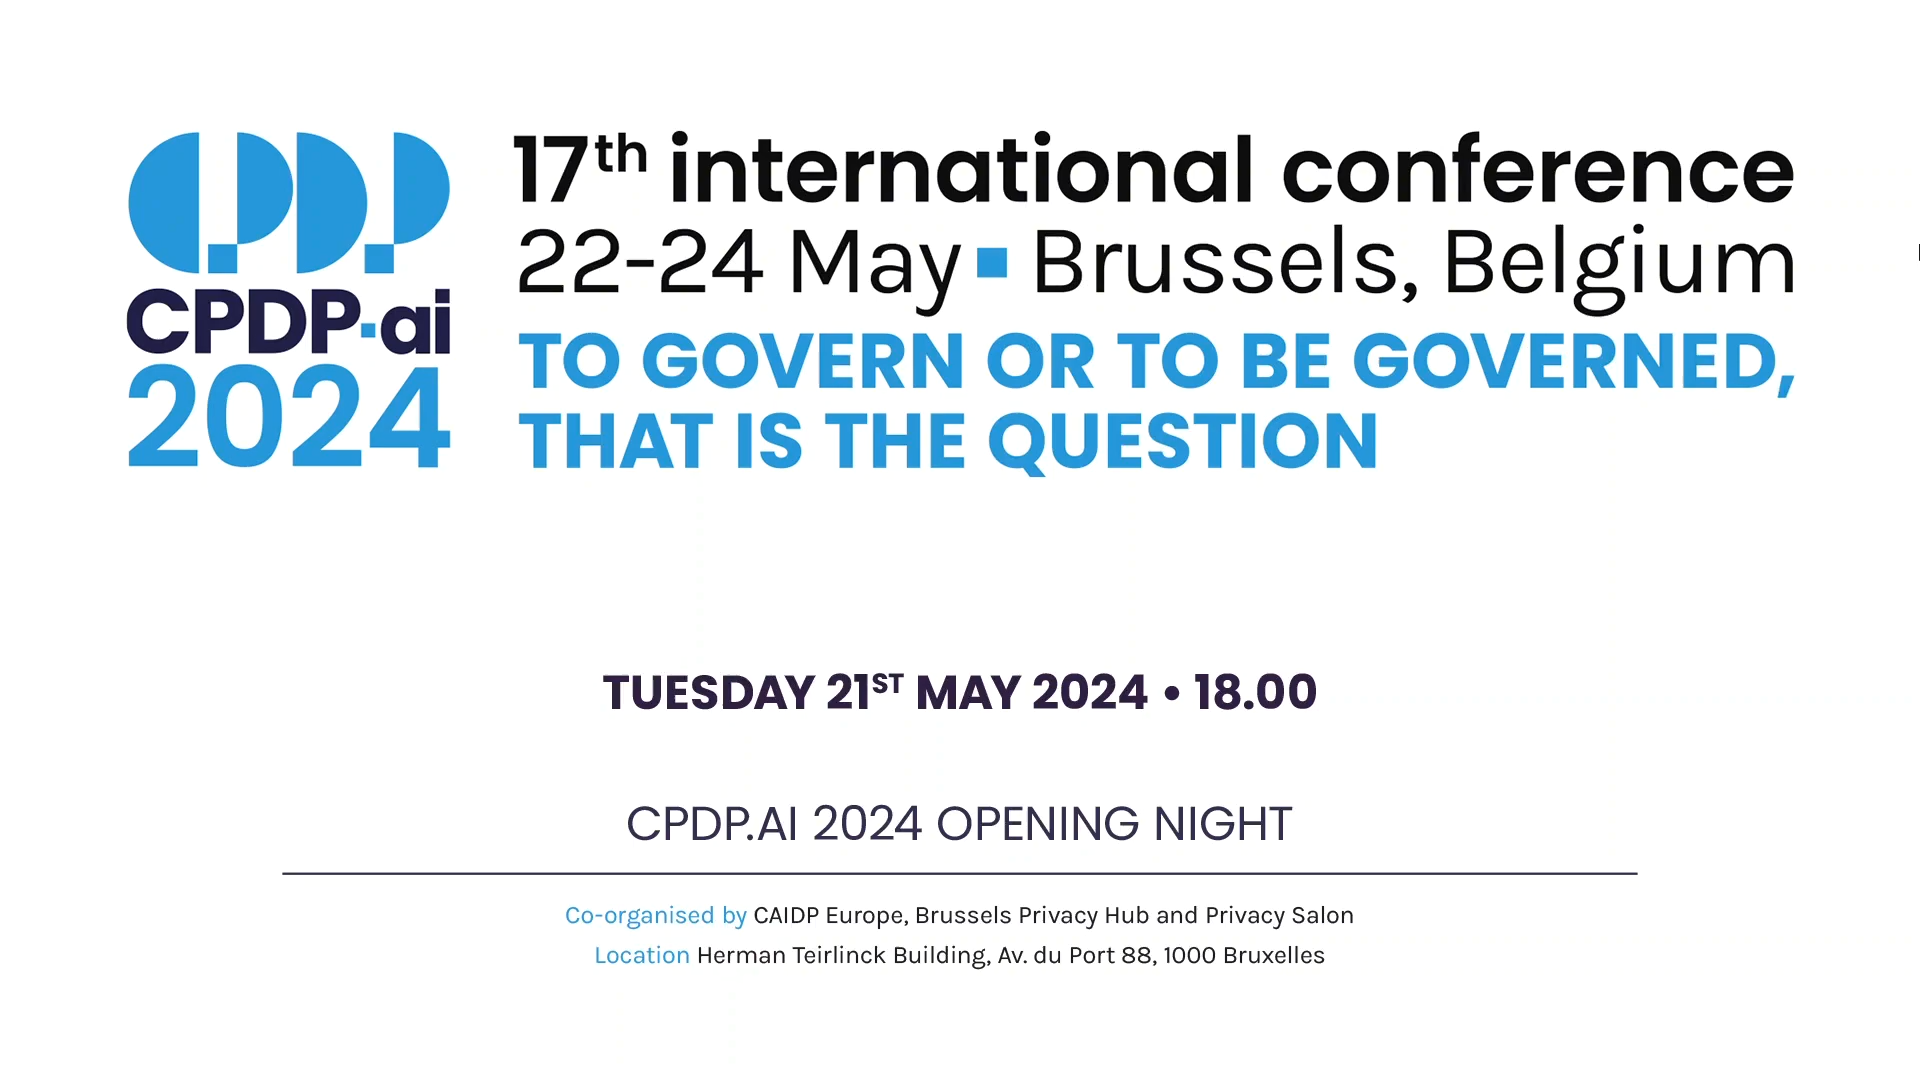 CPDP
CPDP.ai
2024
17th international conference
22-24 May ▪ Brussels, Belgium
TO GOVERN OR TO BE GOVERNED,
THAT IS THE QUESTION
TUESDAY 21ST MAY 2024 • 18.00
CPDP.AI 2024 OPENING NIGHT
Co-organised by CAIDP Europe, Brussels Privacy Hub and Privacy Salon
Location Herman Teirlinck Building, Av. du Port 88, 1000 Bruxelles